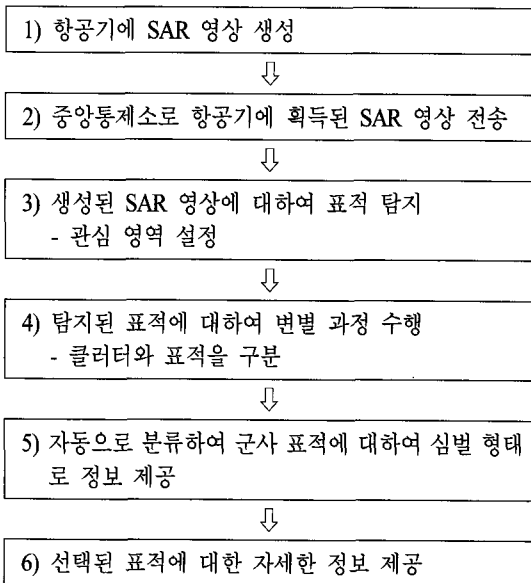 1) 항공기에 SAR 영상 생성
⇩
2) 중앙통제소로 항공기에 획득된 SAR 영상 전송
⇩
3) 생성된 SAR 영상에 대하여 표적 탐지
- 관심 영역 설정
⇩
4) 탐지된 표적에 대하여 변별 과정 수행
- 클러터와 표적을 구분
⇩
5) 자동으로 분류하여 군사 표적에 대하여 심벌 형태
로 정보 제공
⇩
6) 선택된 표적에 대한 자세한 정보 제공